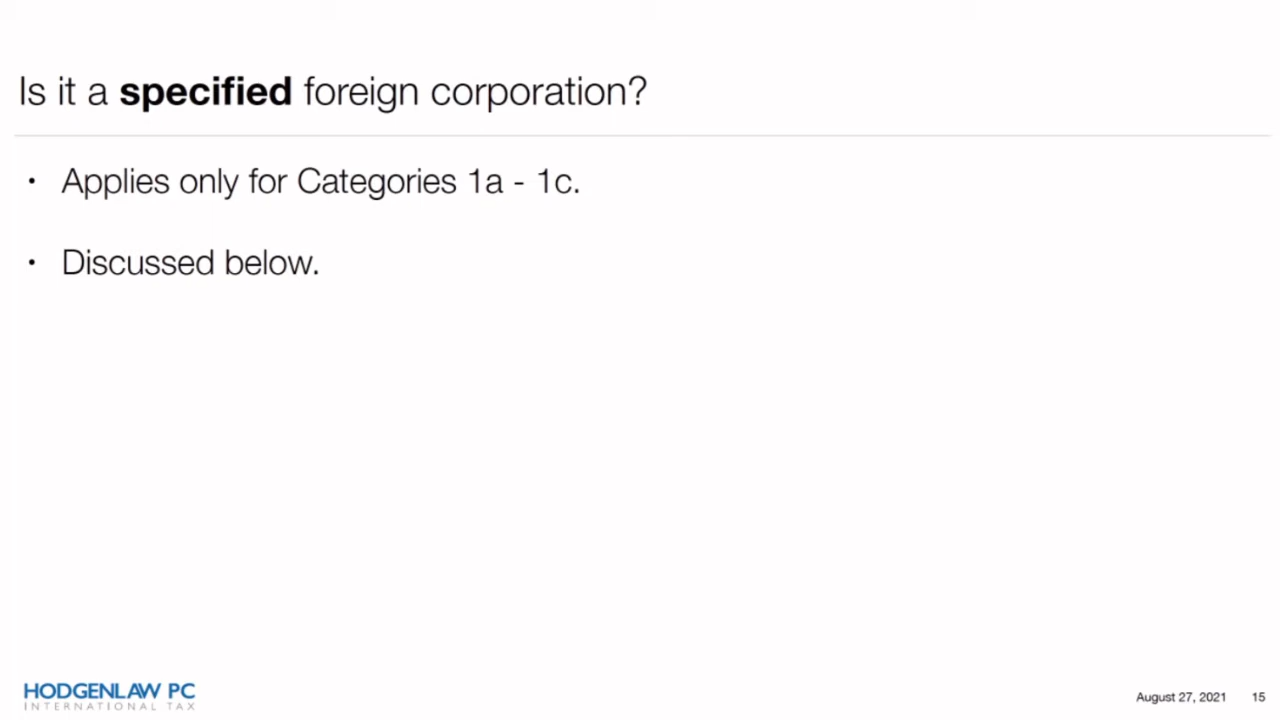 Is it a specified foreign corporation?
• Applies only for Categories 1a - 1c.
• Discussed below.
HODGENLAW PC
INTERNATIONAL TAX
August 27, 2021 15